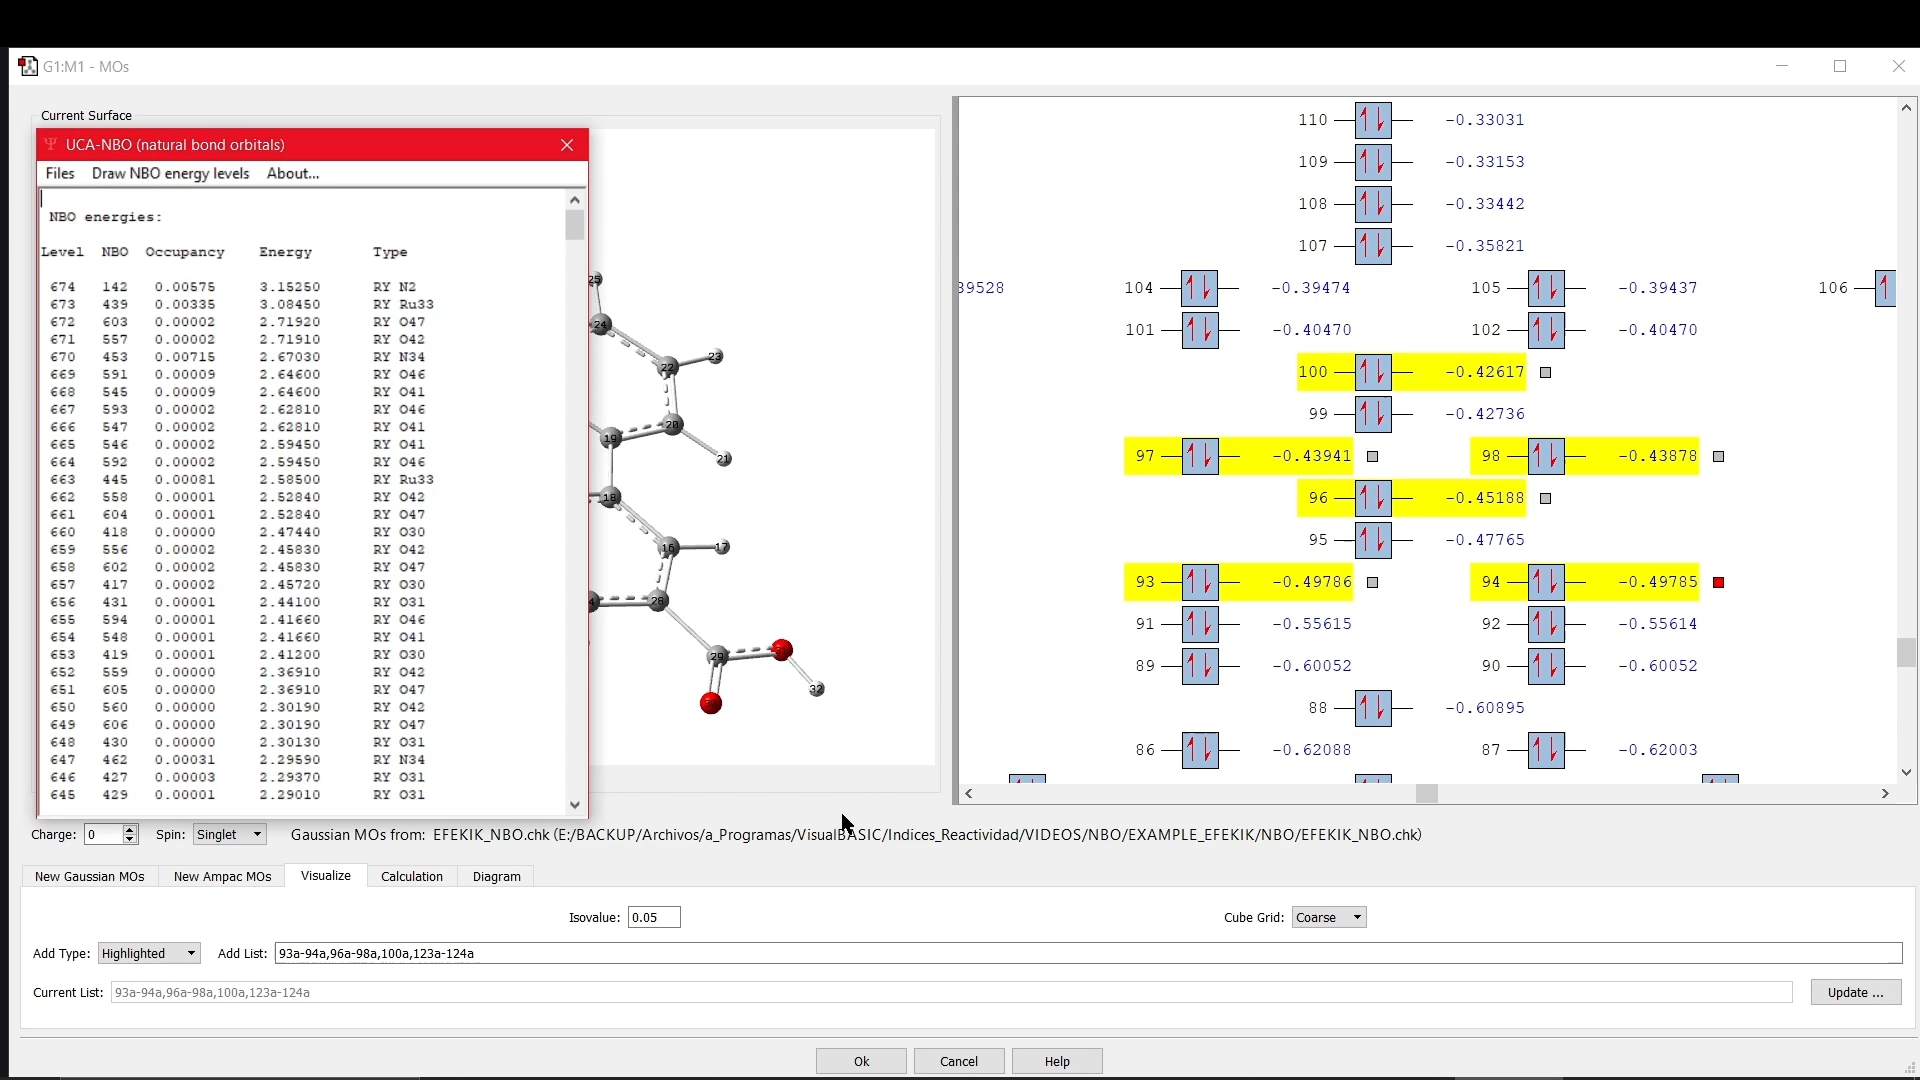 G1:M1 - MOs
Current Surface
UCA-NBO (natural bond orbitals)
Files Draw NBO energy levels About...
NBO energies:
Level NBO Occupancy Energy Type
674 142 0.00575 3.15250 RY N2
673 439 0.00335 3.08450 RY Ru33
672 603 0.00002 2.71920 RY O47
671 557 0.00002 2.71910 RY O42
670 453 0.00715 2.67030 RY N34
669 591 0.00009 2.64600 RY O46
668 545 0.00009 2.64600 RY O41
667 593 0.00002 2.62810 RY O46
666 547 0.00002 2.62810 RY O41
665 546 0.00002 2.59450 RY O41
664 592 0.00002 2.59450 RY O46
663 445 0.00081 2.58500 RY Ru33
662 558 0.00001 2.52840 RY O42
661 604 0.00001 2.52840 RY O47
660 418 0.00000 2.47440 RY O30
659 556 0.00002 2.45830 RY O42
658 602 0.00002 2.45830 RY O47
657 417 0.00002 2.45720 RY O30
656 431 0.00001 2.44100 RY O31
655 594 0.00001 2.41660 RY O46
654 548 0.00001 2.41660 RY O41
653 419 0.00001 2.41200 RY O30
652 559 0.00000 2.36910 RY O42
651 605 0.00000 2.36910 RY O47
650 560 0.00000 2.30190 RY O42
649 606 0.00000 2.30190 RY O47
648 430 0.00000 2.30130 RY O31
647 462 0.00031 2.29590 RY N34
646 427 0.00003 2.29370 RY O31
645 429 0.00001 2.29010 RY O31
25
24
22
23
20
19
21
18
16
17
28
29
32
110 -0.33031
109 -0.33153
108 -0.33442
107 -0.35821
39528 104 -0.39474 105 -0.39437 106
101 -0.40470 102 -0.40470
100 -0.42617
99 -0.42736
97 -0.43941 98 -0.43878
96 -0.45188
95 -0.47765
93 -0.49786 94 -0.49785
91 -0.55615 92 -0.55614
89 -0.60052 90 -0.60052
88 -0.60895
86 -0.62088 87 -0.62003
Charge: 0 Spin: Singlet Gaussian MOs from: EFEKIK_NBO.chk (E:/BACKUP/Archivos/a_Programas/VisualBASIC/Indices_Reactividad/VIDEOS/NBO/EXAMPLE_EFEKIK/NBO/EFEKIK_NBO.chk)
New Gaussian MOs New Ampac MOs Visualize Calculation Diagram
Isovalue: 0.05 Cube Grid: Coarse
Add Type: Highlighted Add List: 93a-94a,96a-98a,100a,123a-124a
Current List: 93a-94a,96a-98a,100a,123a-124a Update ...
Ok Cancel Help